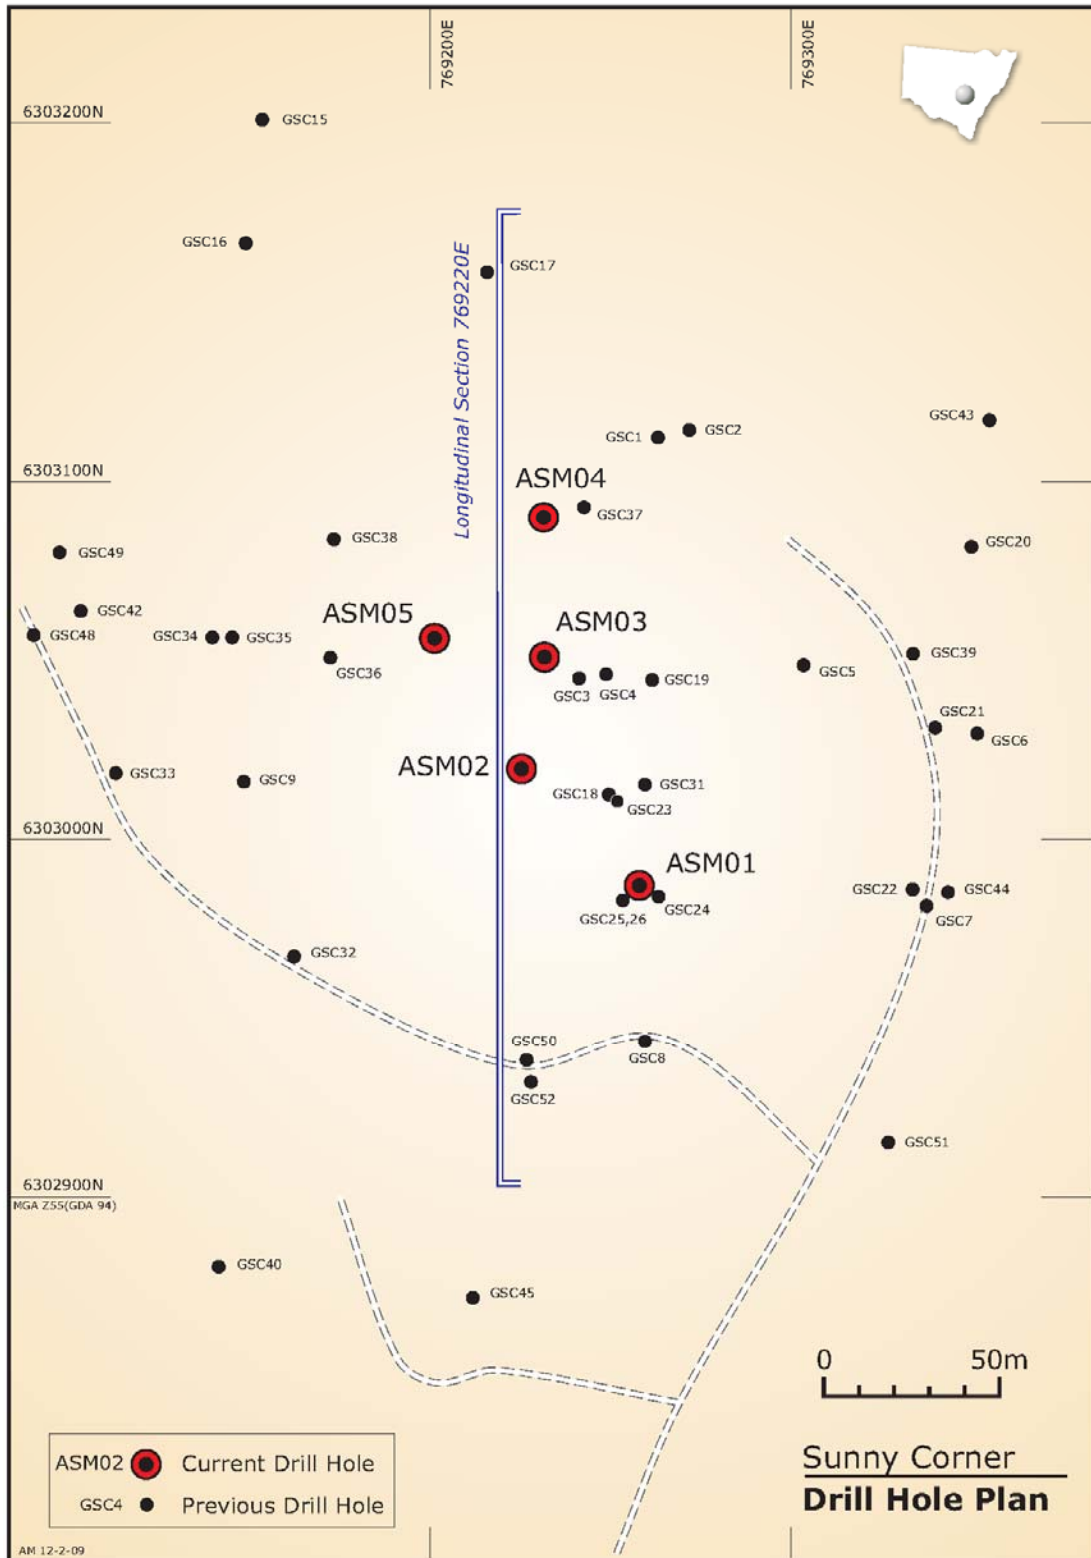 769200E
769300E
6303200N
GSC15
GSC16
GSC17
Longitudinal Section 769220E
GSC43
GSC2
GSC1
6303100N
ASM04
GSC37
GSC38
GSC20
GSC49
GSC42
ASM05
ASM03
GSC48
GSC34
GSC35
GSC39
GSC36
GSC5
GSC3
GSC4
GSC19
GSC21
GSC6
ASM02
GSC33
GSC9
GSC31
GSC18
GSC23
6303000N
ASM01
GSC22
GSC44
GSC24
GSC25,26
GSC7
GSC32
GSC50
GSC8
GSC52
GSC51
6302900N
MGA Z55(GDA 94)
GSC40
GSC45
0 50m
ASM02 Current Drill Hole
GSC4 Previous Drill Hole
Sunny Corner
Drill Hole Plan
AM 12-2-09